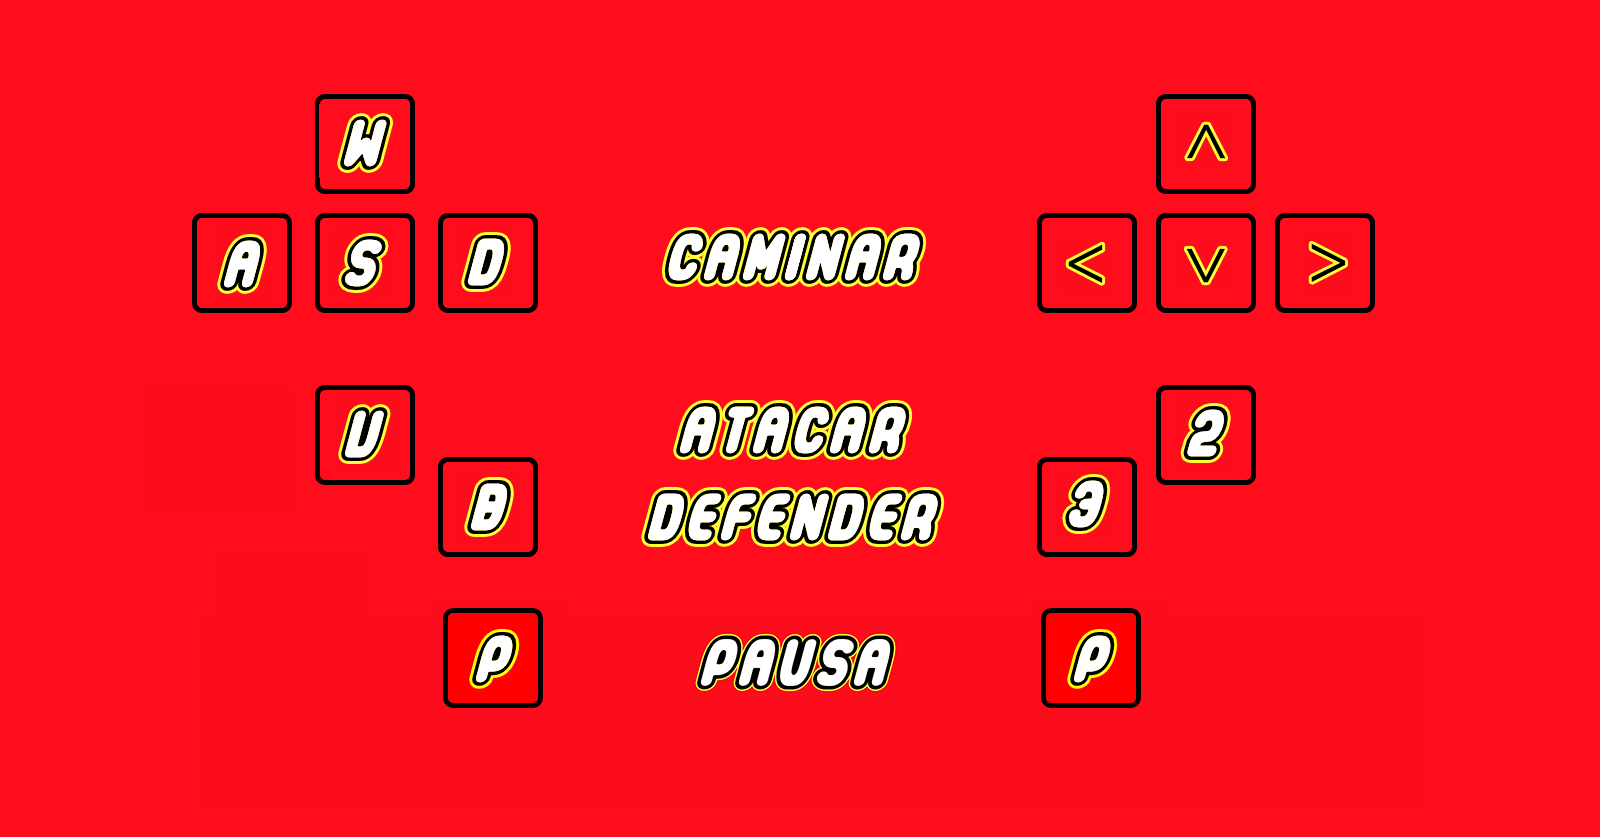 W ^
A S D CAMINAR < v >
U ATACAR 2
B DEFENDER 3
P PAUSA P